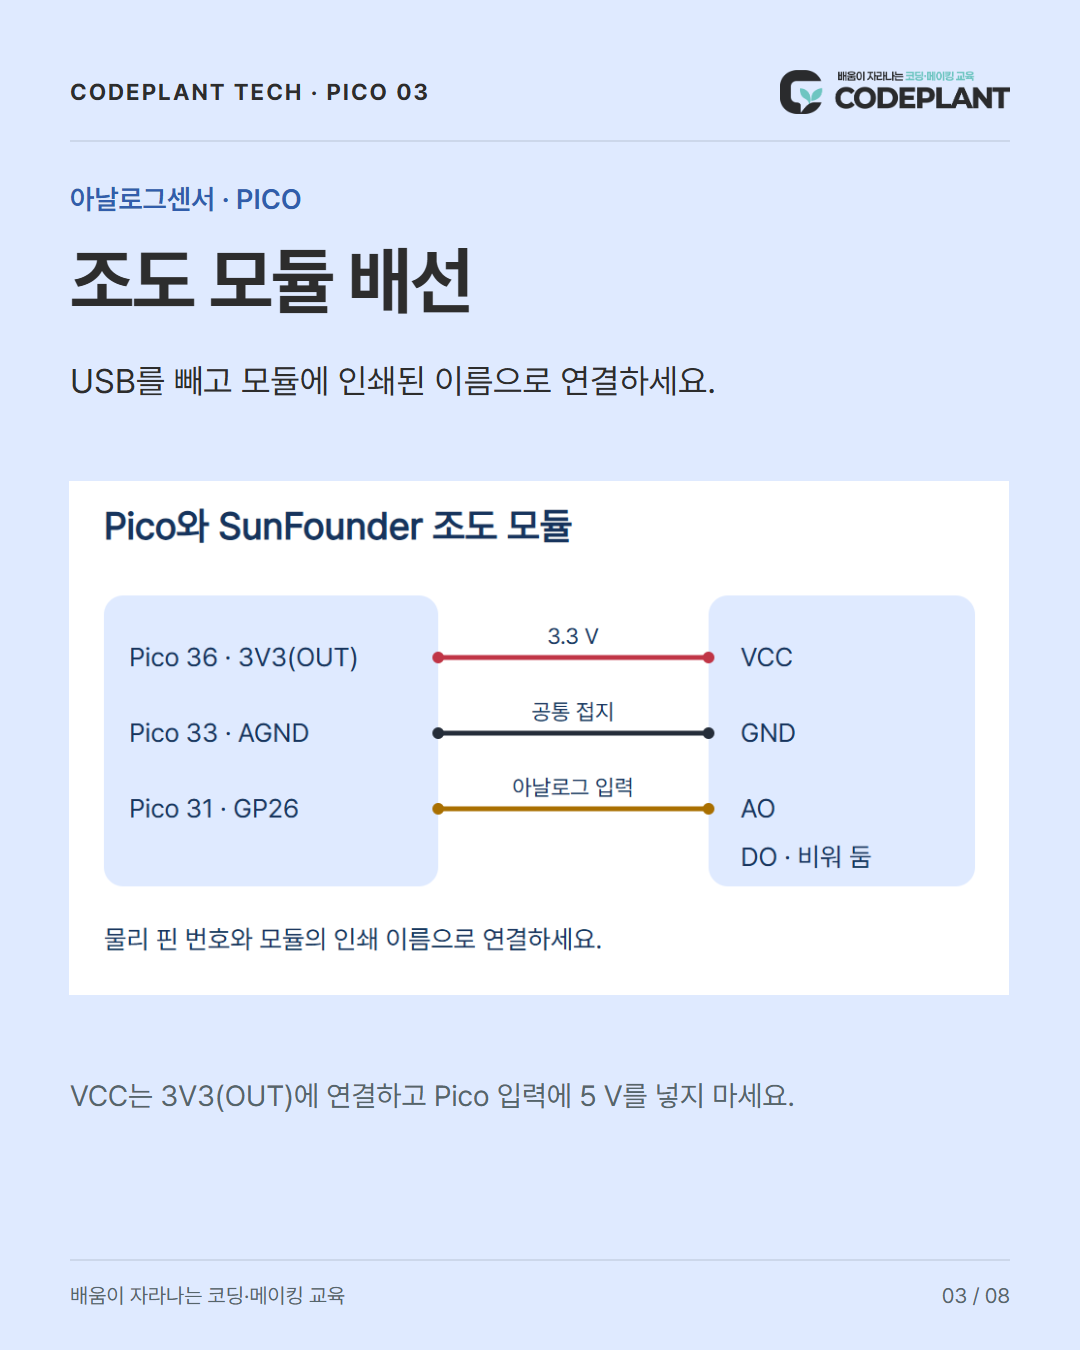 CODEPLANT TECH · PICO 03
배움이 자라나는 코딩·메이킹 교육
CODEPLANT
아날로그센서 · PICO
조도 모듈 배선
USB를 빼고 모듈에 인쇄된 이름으로 연결하세요.
Pico와 SunFounder 조도 모듈
Pico 36 · 3V3(OUT)
3.3 V
VCC
Pico 33 · AGND
공통 접지
GND
Pico 31 · GP26
아날로그 입력
AO
DO · 비워 둠
물리 핀 번호와 모듈의 인쇄 이름으로 연결하세요.
VCC는 3V3(OUT)에 연결하고 Pico 입력에 5 V를 넣지 마세요.
배움이 자라나는 코딩·메이킹 교육
03 / 08